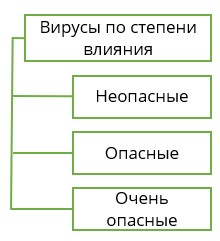 Вирусы по степени
влияния
Неопасные
Опасные
Очень
опасные